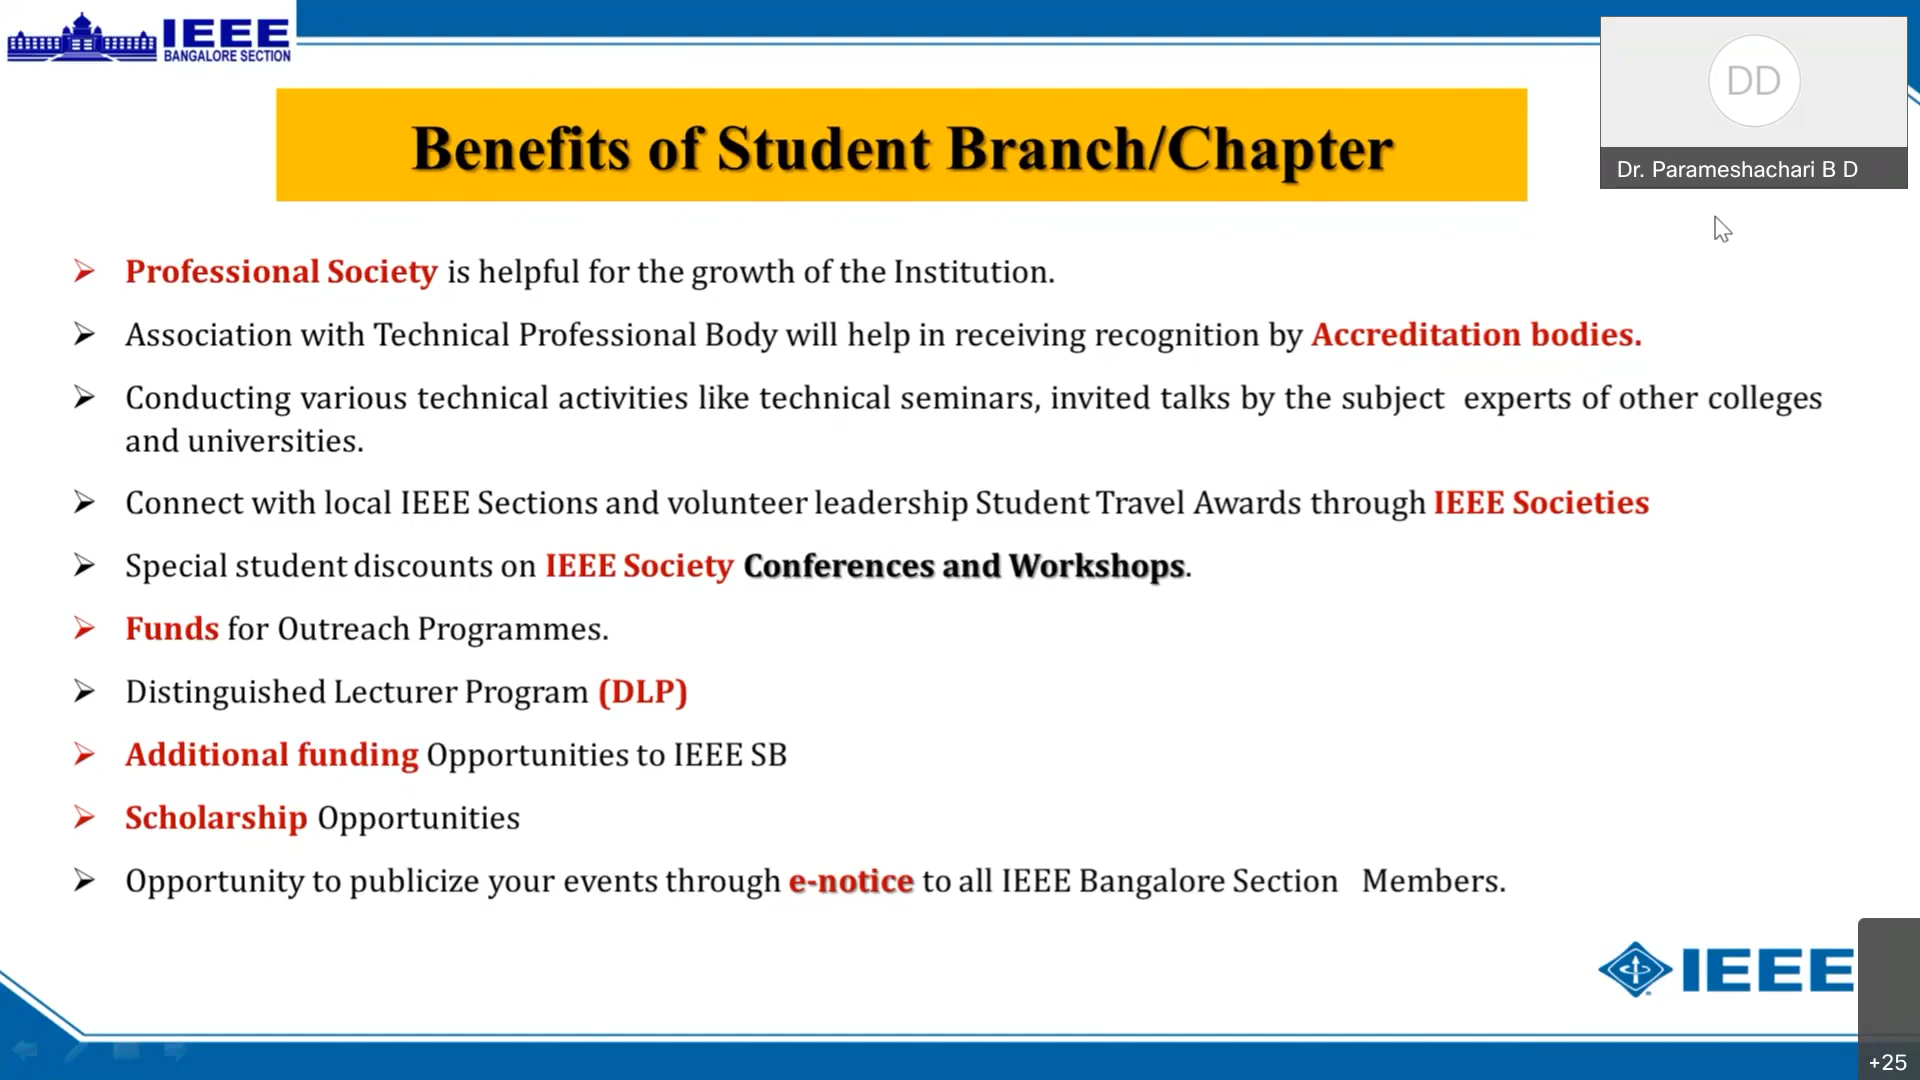 IEEE
BANGALORE SECTION
DD
Dr. Parameshachari B D
Benefits of Student Branch/Chapter
Professional Society is helpful for the growth of the Institution.
Association with Technical Professional Body will help in receiving recognition by Accreditation bodies.
Conducting various technical activities like technical seminars, invited talks by the subject experts of other colleges
and universities.
Connect with local IEEE Sections and volunteer leadership Student Travel Awards through IEEE Societies
Special student discounts on IEEE Society Conferences and Workshops.
Funds for Outreach Programmes.
Distinguished Lecturer Program (DLP)
Additional funding Opportunities to IEEE SB
Scholarship Opportunities
Opportunity to publicize your events through e-notice to all IEEE Bangalore Section Members.
IEEE
+25